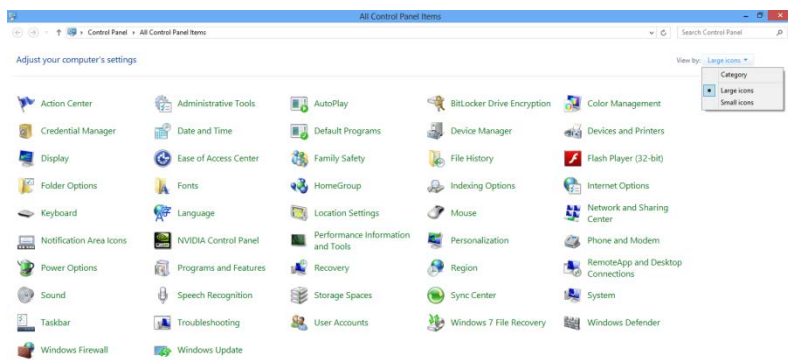 All Control Panel Items
Control Panel
All Control Panel Items
Search Control Panel
Adjust your computer's settings
View by: Large icons
Category
Large icons
Small icons
Action Center
Administrative Tools
AutoPlay
BitLocker Drive Encryption
Color Management
Credential Manager
Date and Time
Default Programs
Device Manager
Devices and Printers
Display
Ease of Access Center
Family Safety
File History
Flash Player (32-bit)
Folder Options
Fonts
HomeGroup
Indexing Options
Internet Options
Keyboard
Language
Location Settings
Mouse
Network and Sharing
Center
Notification Area Icons
NVIDIA Control Panel
Performance Information
and Tools
Personalization
Phone and Modem
Power Options
Programs and Features
Recovery
Region
RemoteApp and Desktop
Connections
Sound
Speech Recognition
Storage Spaces
Sync Center
System
Taskbar
Troubleshooting
User Accounts
Windows 7 File Recovery
Windows Defender
Windows Firewall
Windows Update